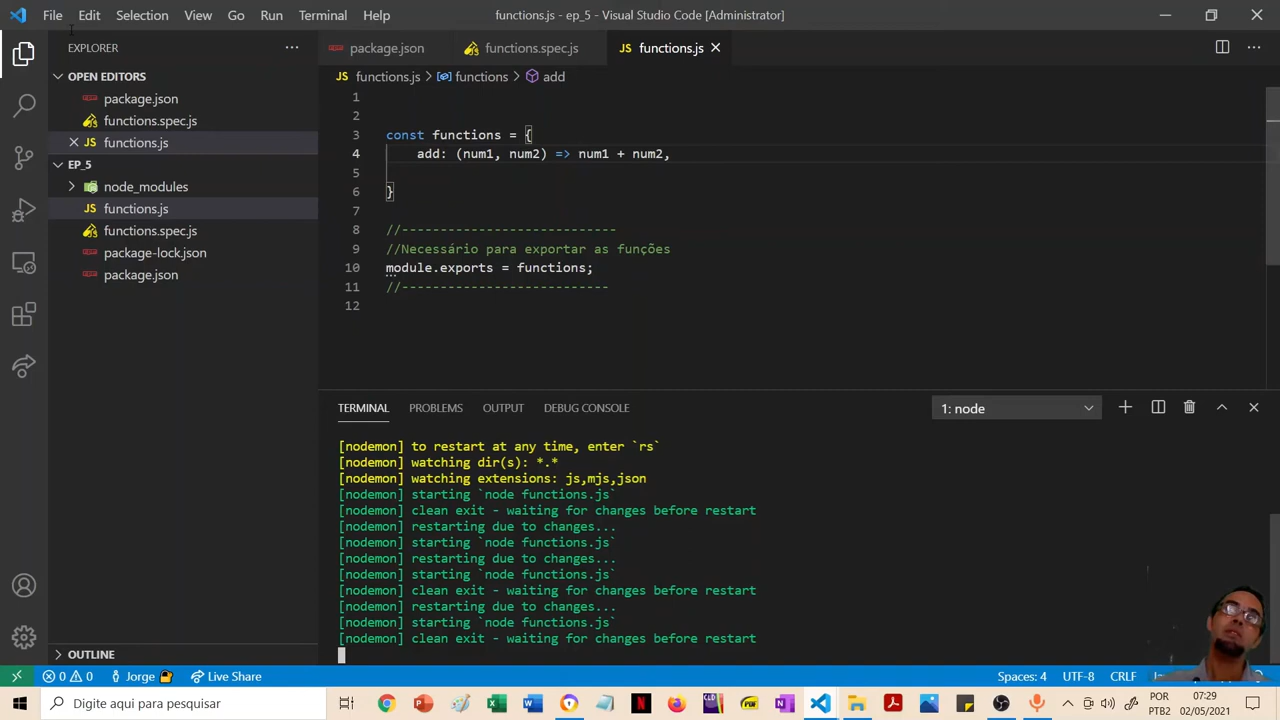 File Edit Selection View Go Run Terminal Help functions.js - ep_5 - Visual Studio Code [Administrator]
EXPLORER
OPEN EDITORS
package.json
functions.spec.js
JS functions.js
EP_5
node_modules
JS functions.js
functions.spec.js
package-lock.json
package.json
OUTLINE
package.json functions.spec.js JS functions.js
JS functions.js > functions > add
1
2
3 const functions = {
4 add: (num1, num2) => num1 + num2,
5
6 }
7
8 //----------------------------
9 //Necessário para exportar as funções
10 module.exports = functions;
11 //---------------------------
12
TERMINAL PROBLEMS OUTPUT DEBUG CONSOLE 1: node
[nodemon] to restart at any time, enter `rs`
[nodemon] watching dir(s): *.*
[nodemon] watching extensions: js,mjs,json
[nodemon] starting `node functions.js`
[nodemon] clean exit - waiting for changes before restart
[nodemon] restarting due to changes...
[nodemon] starting `node functions.js`
[nodemon] restarting due to changes...
[nodemon] starting `node functions.js`
[nodemon] clean exit - waiting for changes before restart
[nodemon] restarting due to changes...
[nodemon] starting `node functions.js`
[nodemon] clean exit - waiting for changes before restart
0 0 Jorge Live Share Spaces: 4 UTF-8 CRLF
Digite aqui para pesquisar
POR
PTB2
07:29
02/05/2021